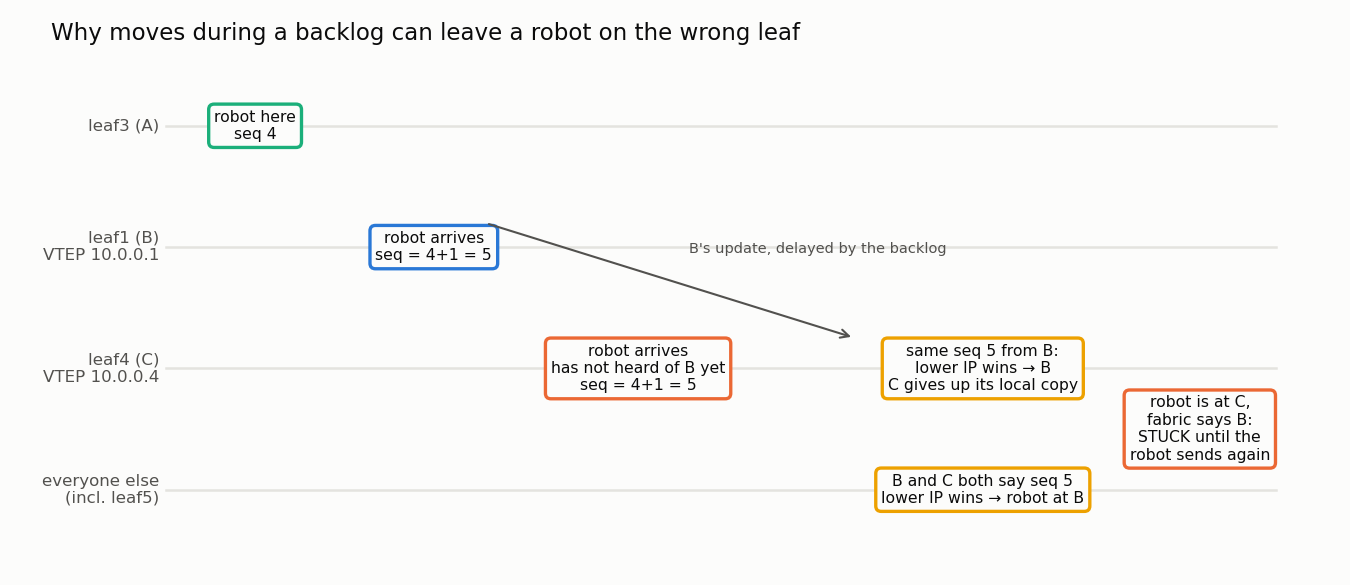 Why moves during a backlog can leave a robot on the wrong leaf
leaf3 (A)
robot here
seq 4
leaf1 (B)
VTEP 10.0.0.1
robot arrives
seq = 4+1 = 5
B's update, delayed by the backlog
leaf4 (C)
VTEP 10.0.0.4
robot arrives
has not heard of B yet
seq = 4+1 = 5
same seq 5 from B:
lower IP wins → B
C gives up its local copy
robot is at C,
fabric says B:
STUCK until the
robot sends again
everyone else
(incl. leaf5)
B and C both say seq 5
lower IP wins → robot at B